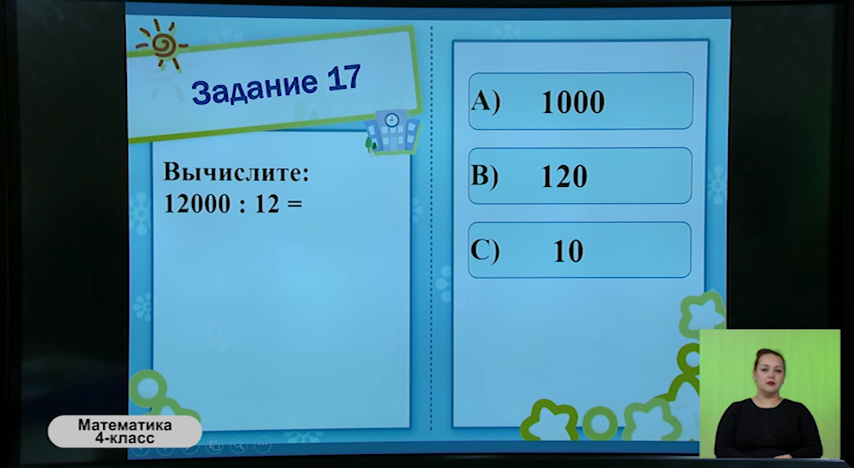 Задание 17
Вычислите:
12000 : 12 =
A) 1000
B) 120
C) 10
Математика
4-класс